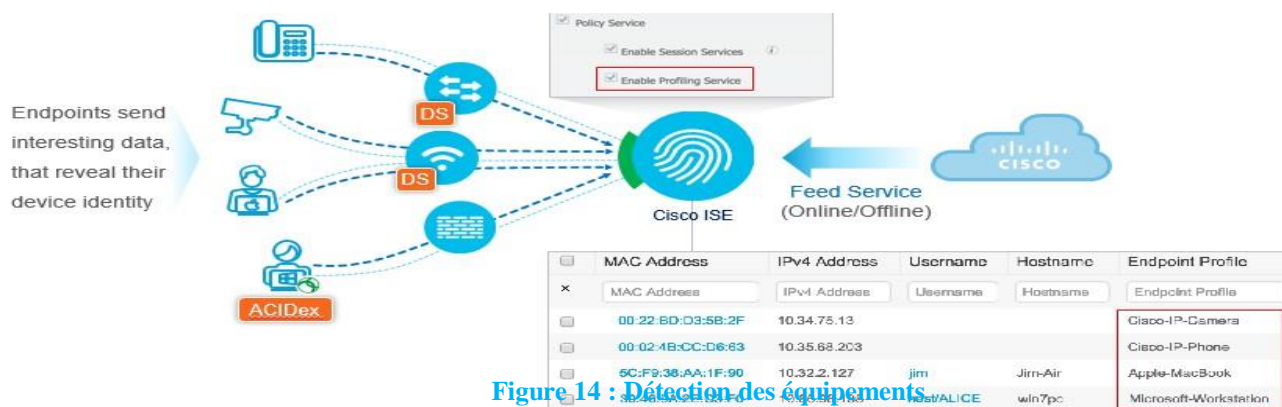 Policy Service
Enable Session Services
Enable Profiling Service
Endpoints send
interesting data,
that reveal their
device identity
DS
DS
ACIDex
Cisco ISE
CISCO
Feed Service
(Online/Offline)
MAC Address IPv4 Address Username Hostname Endpoint Profile
× MAC Address IPv4 Address Username Hostname Endpoint Profile
00:22:BD:D3:5B:2F 10.34.75.13 Cisco-IP-Camera
00:02:4B:CC:D6:63 10.35.68.203 Cisco-IP-Phone
5C:F9:38:AA:1F:90 10.32.2.127 jim Jim-Air Apple-MacBook
host/ALICE win7pc Microsoft-Workstation
Figure 14 : Détection des équipements